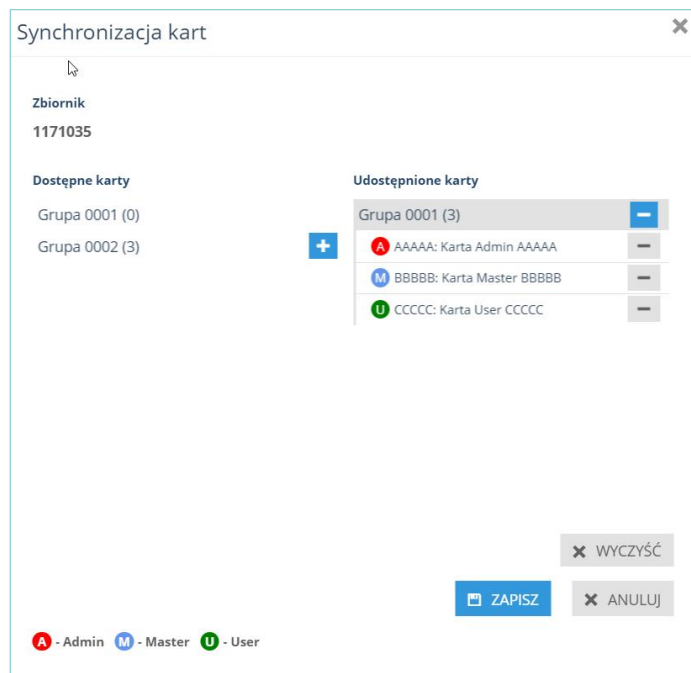 Synchronizacja kart
Zbiornik
1171035
Dostępne karty
Grupa 0001 (0)
Grupa 0002 (3)
Udostępnione karty
Grupa 0001 (3)
A AAAAA: Karta Admin AAAAA
M BBBBB: Karta Master BBBBB
U CCCCC: Karta User CCCCC
WYCZYŚĆ
ZAPISZ
ANULUJ
A - Admin M - Master U - User